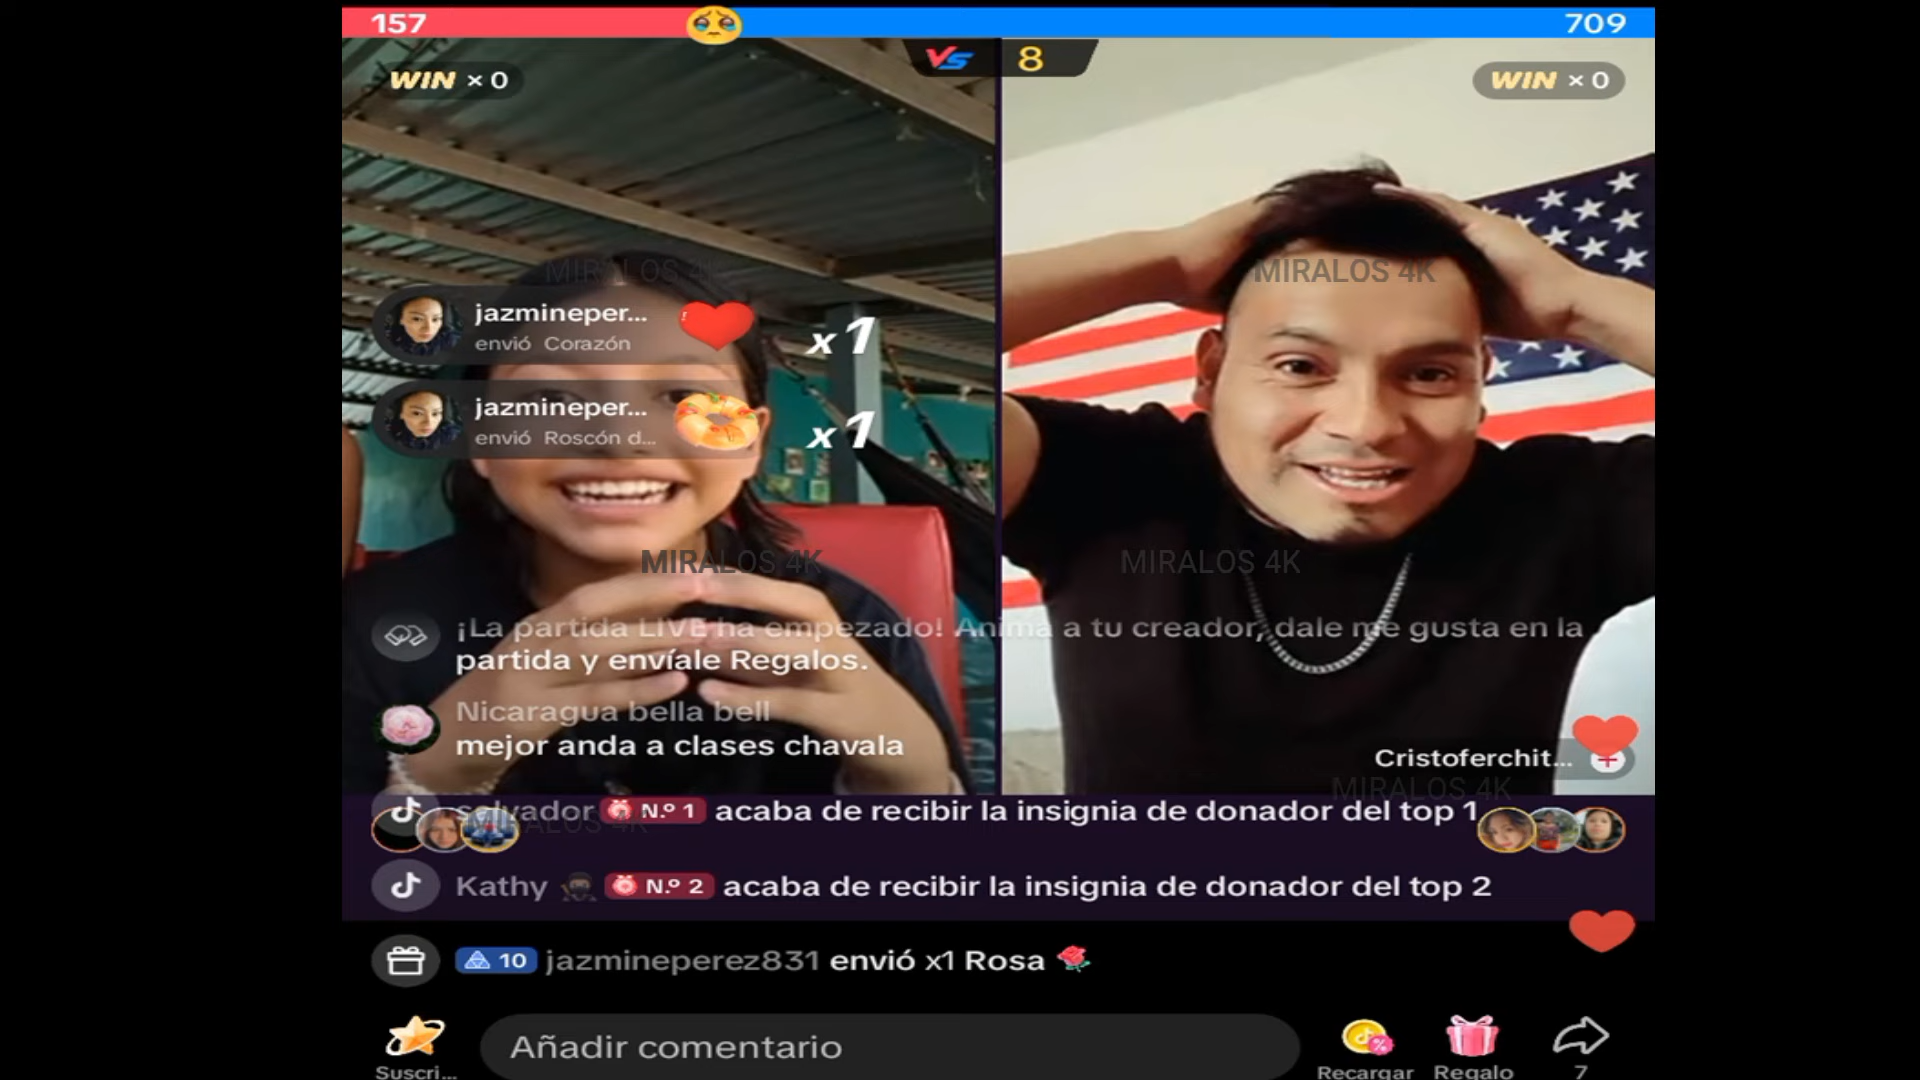 157
709
VS 8
WIN × 0
WIN × 0
MIRALOS 4K
MIRALOS 4K
jazmineper...
envió Corazón
x1
jazmineper...
envió Roscón d...
x1
MIRALOS 4K
MIRALOS 4K
¡La partida LIVE ha empezado! Anima a tu creador, dale me gusta en la
partida y envíale Regalos.
Nicaragua bella bell
mejor anda a clases chavala
Cristoferchit...
MIRALOS 4K
salvador N.º 1 acaba de recibir la insignia de donador del top 1
MIRALOS 4K
Kathy N.º 2 acaba de recibir la insignia de donador del top 2
10 jazmineperez831 envió x1 Rosa
Añadir comentario
Suscri...
Recargar
Regalo
7